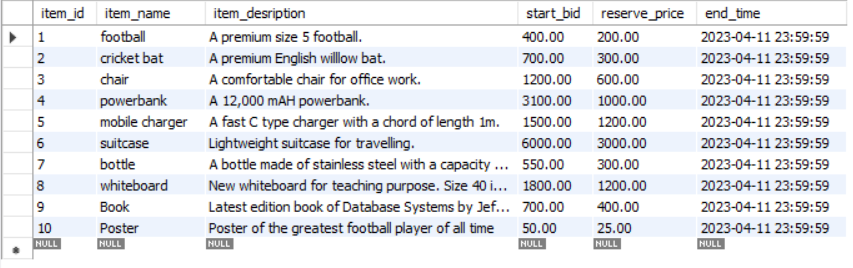 item_id item_name item_desription start_bid reserve_price end_time
1 football A premium size 5 football. 400.00 200.00 2023-04-11 23:59:59
2 cricket bat A premium English willlow bat. 700.00 300.00 2023-04-11 23:59:59
3 chair A comfortable chair for office work. 1200.00 600.00 2023-04-11 23:59:59
4 powerbank A 12,000 mAH powerbank. 3100.00 1000.00 2023-04-11 23:59:59
5 mobile charger A fast C type charger with a chord of length 1m. 1500.00 1200.00 2023-04-11 23:59:59
6 suitcase Lightweight suitcase for travelling. 6000.00 3000.00 2023-04-11 23:59:59
7 bottle A bottle made of stainless steel with a capacity ... 550.00 300.00 2023-04-11 23:59:59
8 whiteboard New whiteboard for teaching purpose. Size 40 i... 1800.00 1200.00 2023-04-11 23:59:59
9 Book Latest edition book of Database Systems by Jef... 700.00 400.00 2023-04-11 23:59:59
10 Poster Poster of the greatest football player of all time 50.00 25.00 2023-04-11 23:59:59
NULL NULL NULL NULL NULL NULL